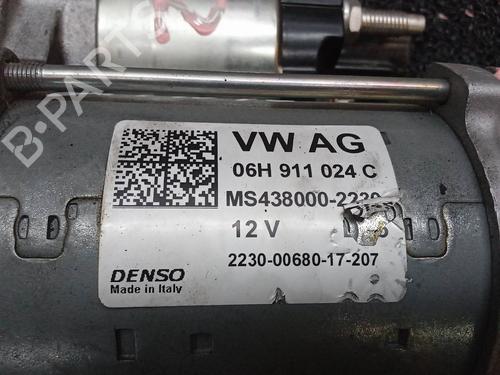 B-PARTS
VW AG
06H 911 024 C
MS438000-2230
12 V
2230-00680-17-207
DENSO
Made in Italy